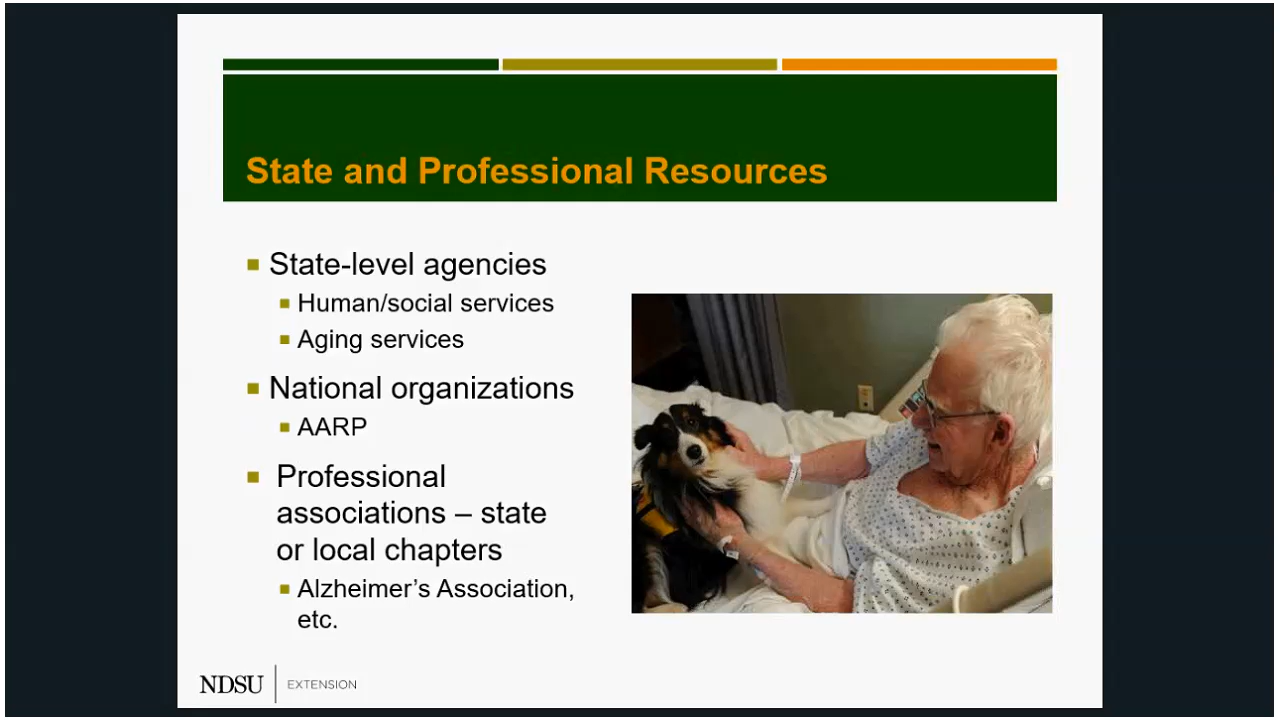 State and Professional Resources
State-level agencies
Human/social services
Aging services
National organizations
AARP
Professional
associations – state
or local chapters
Alzheimer’s Association,
etc.
NDSU EXTENSION